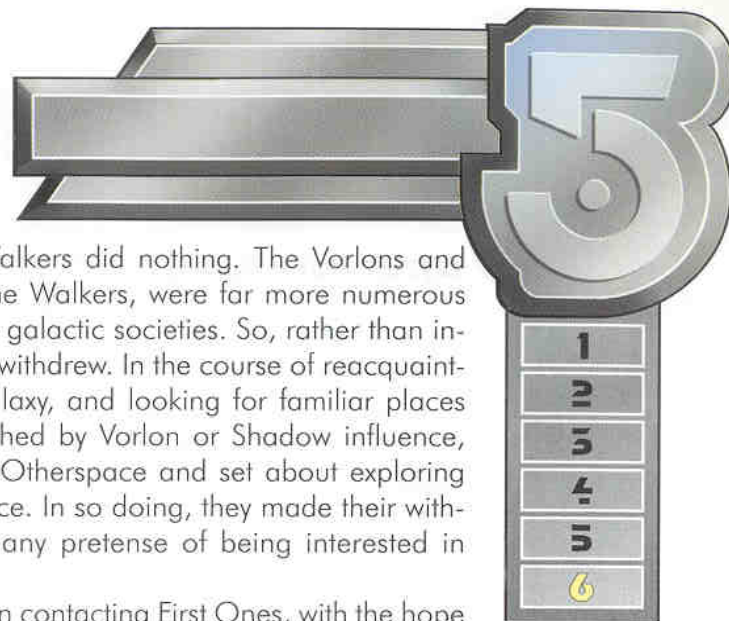 5
Walkers did nothing. The Vorlons and
he Walkers, were far more numerous
galactic societies. So, rather than in-
withdrew. In the course of reacquaint-
laxy, and looking for familiar places
ched by Vorlon or Shadow influence,
Otherspace and set about exploring
ce. In so doing, they made their with-
any pretense of being interested in
n contacting First Ones, with the hope
1
2
3
4
5
6